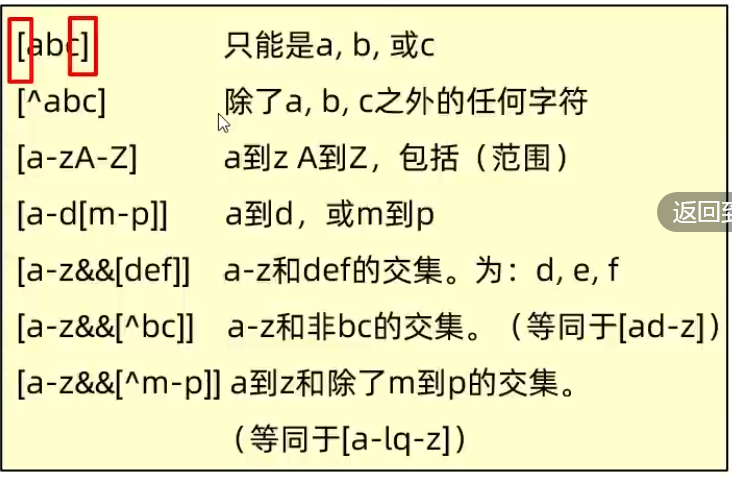 [abc] 只能是a, b, 或c
[^abc] 除了a, b, c之外的任何字符
[a-zA-Z] a到z A到Z，包括（范围）
[a-d[m-p]] a到d，或m到p
返回到
[a-z&&[def]] a-z和def的交集。为：d, e, f
[a-z&&[^bc]] a-z和非bc的交集。（等同于[ad-z]）
[a-z&&[^m-p]] a到z和除了m到p的交集。
（等同于[a-lq-z]）